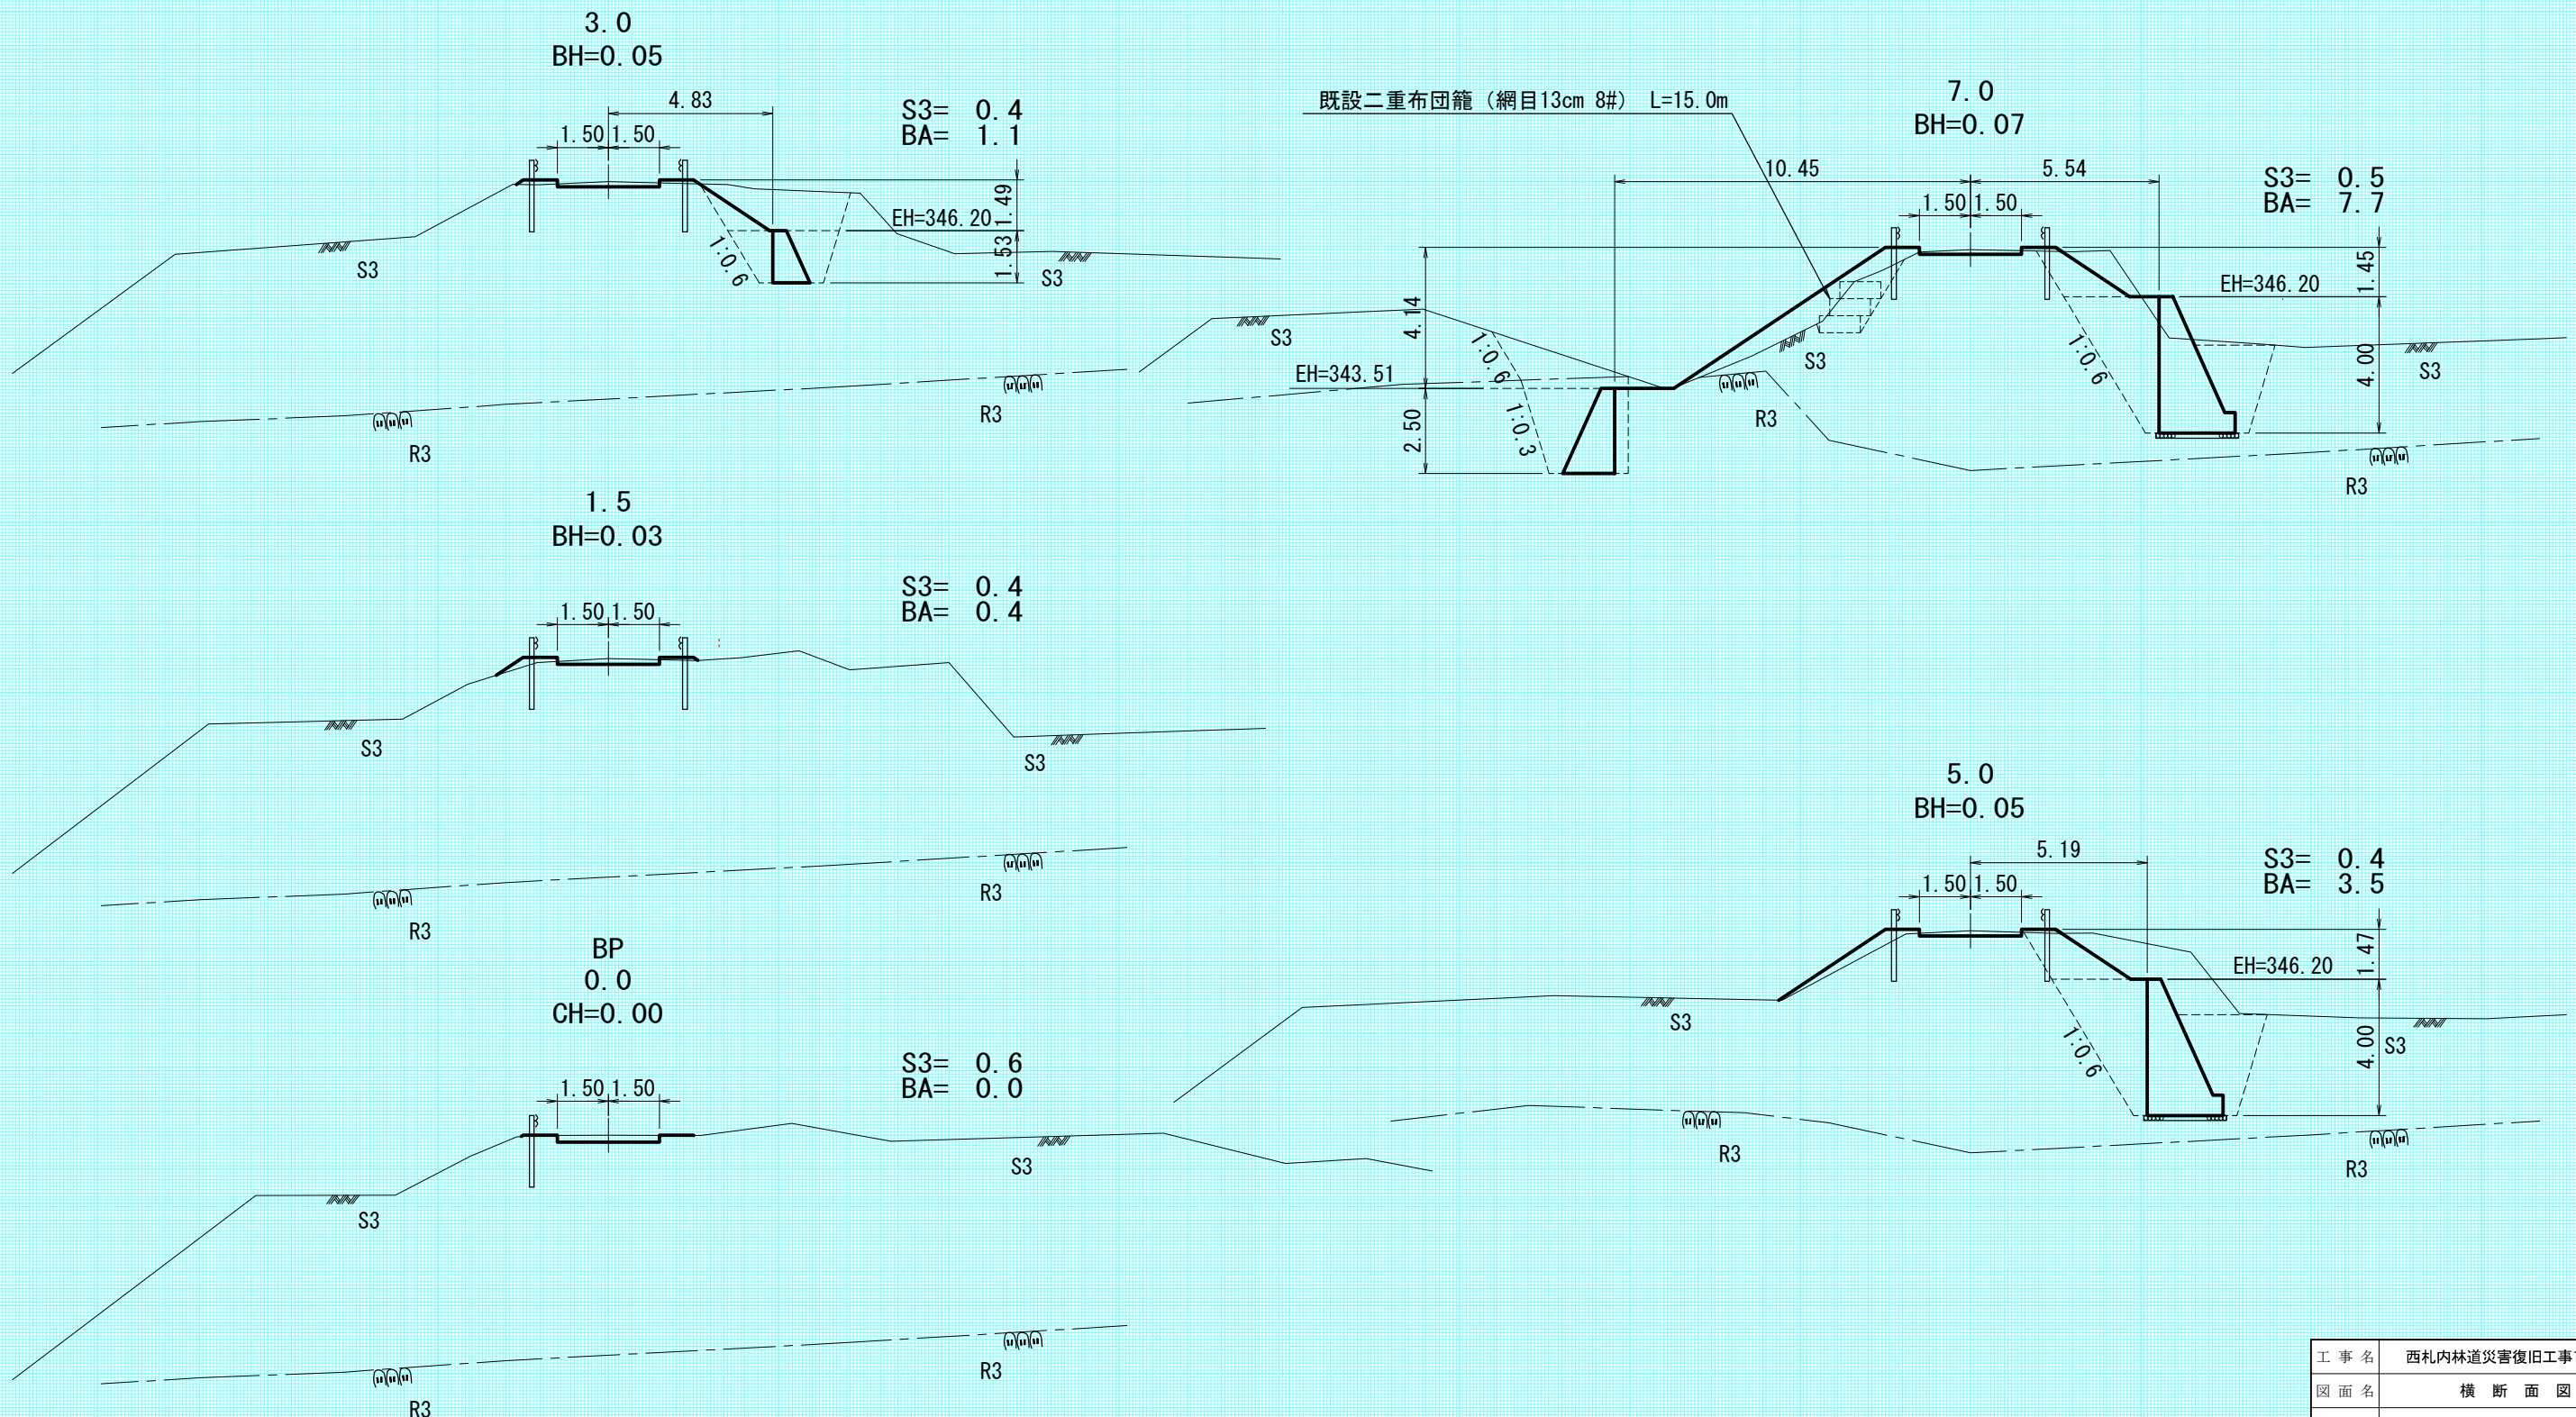 3.0
BH=0.05
4.83
S3= 0.4
BA= 1.1
1.50 1.50
1.49
EH=346.20
1.53
1:0.6
S3
S3
R3
R3
1.5
BH=0.03
S3= 0.4
BA= 0.4
1.50 1.50
S3
S3
R3
R3
BP
0.0
CH=0.00
S3= 0.6
BA= 0.0
1.50 1.50
S3
S3
R3
R3
既設二重布団籠（網目13cm 8#） L=15.0m
7.0
BH=0.07
10.45
5.54
S3= 0.5
BA= 7.7
1.50 1.50
1.45
EH=346.20
4.14
S3
1:0.6
S3
1:0.6
4.00
S3
EH=343.51
1:0.3
2.50
R3
R3
5.0
BH=0.05
5.19
S3= 0.4
BA= 3.5
1.50 1.50
1.47
EH=346.20
S3
1:0.6
4.00
S3
R3
R3
工事名 西札内林道災害復旧工事
図面名 横断面図